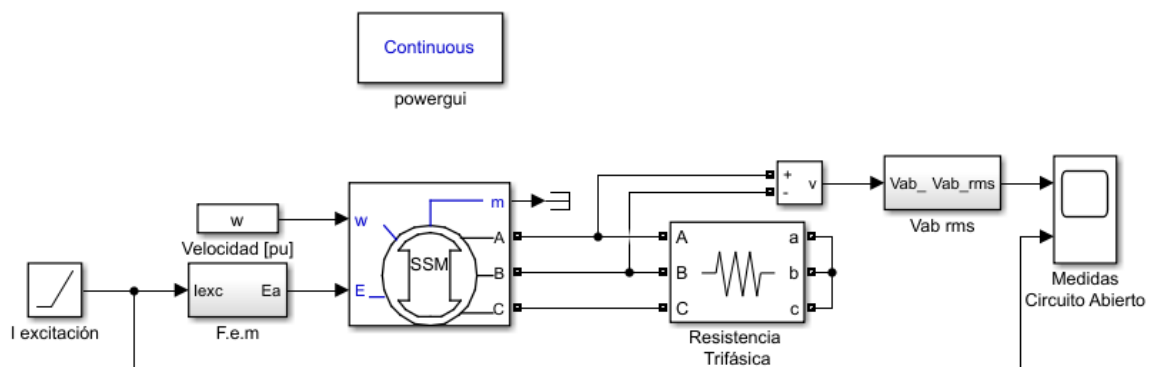 Continuous
powergui
w
Velocidad [pu]
I excitación
Iexc Ea
F.e.m
w
E
m
SSM
A
B
C
A a
B b
C c
Resistencia
Trifásica
+
-
v
Vab_ Vab_rms
Vab rms
Medidas
Circuito Abierto